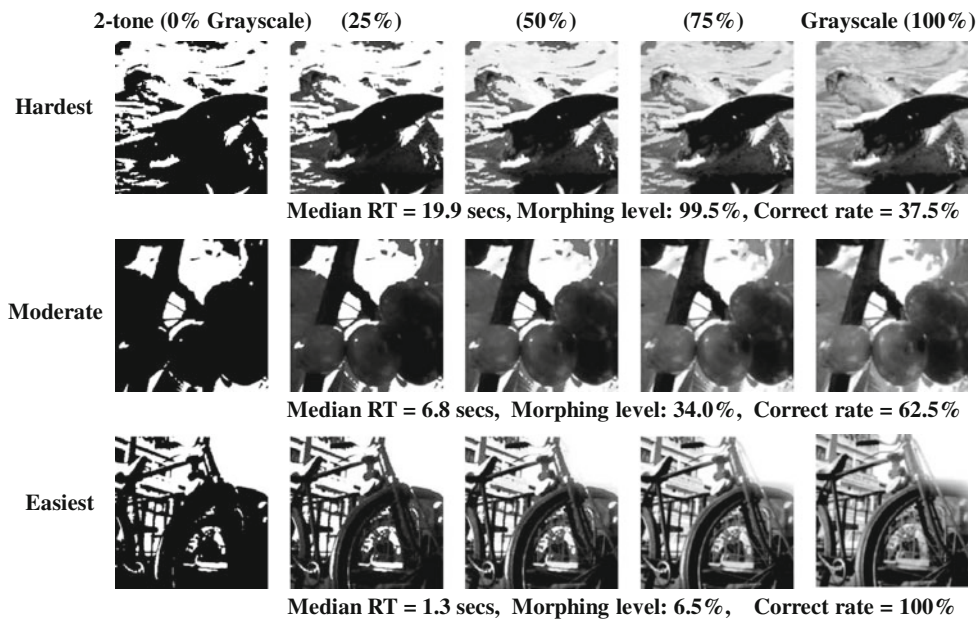 2-tone (0% Grayscale) (25%) (50%) (75%) Grayscale (100%)
Hardest
Median RT = 19.9 secs, Morphing level: 99.5%, Correct rate = 37.5%
Moderate
Median RT = 6.8 secs, Morphing level: 34.0%, Correct rate = 62.5%
Easiest
Median RT = 1.3 secs, Morphing level: 6.5%, Correct rate = 100%